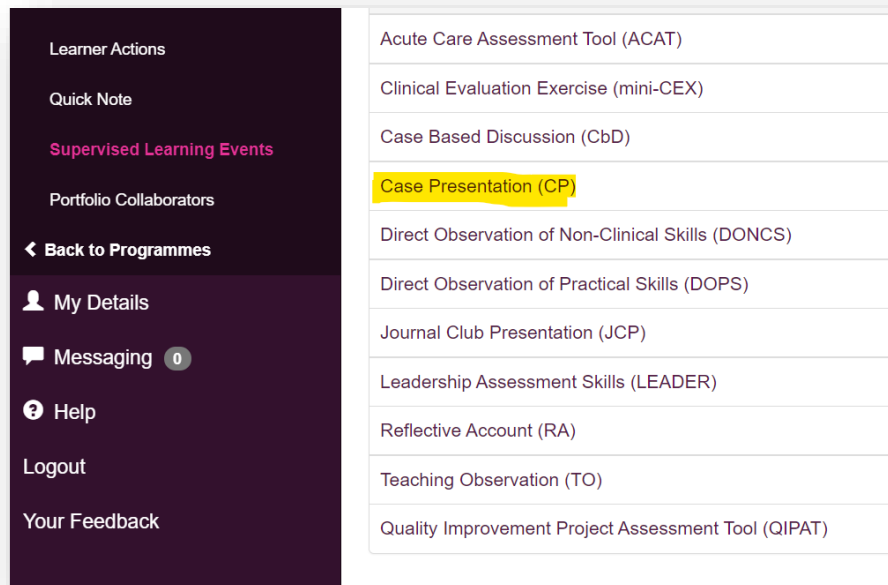 Learner Actions
Quick Note
Supervised Learning Events
Portfolio Collaborators
Back to Programmes
My Details
Messaging 0
Help
Logout
Your Feedback
Acute Care Assessment Tool (ACAT)
Clinical Evaluation Exercise (mini-CEX)
Case Based Discussion (CbD)
Case Presentation (CP)
Direct Observation of Non-Clinical Skills (DONCS)
Direct Observation of Practical Skills (DOPS)
Journal Club Presentation (JCP)
Leadership Assessment Skills (LEADER)
Reflective Account (RA)
Teaching Observation (TO)
Quality Improvement Project Assessment Tool (QIPAT)